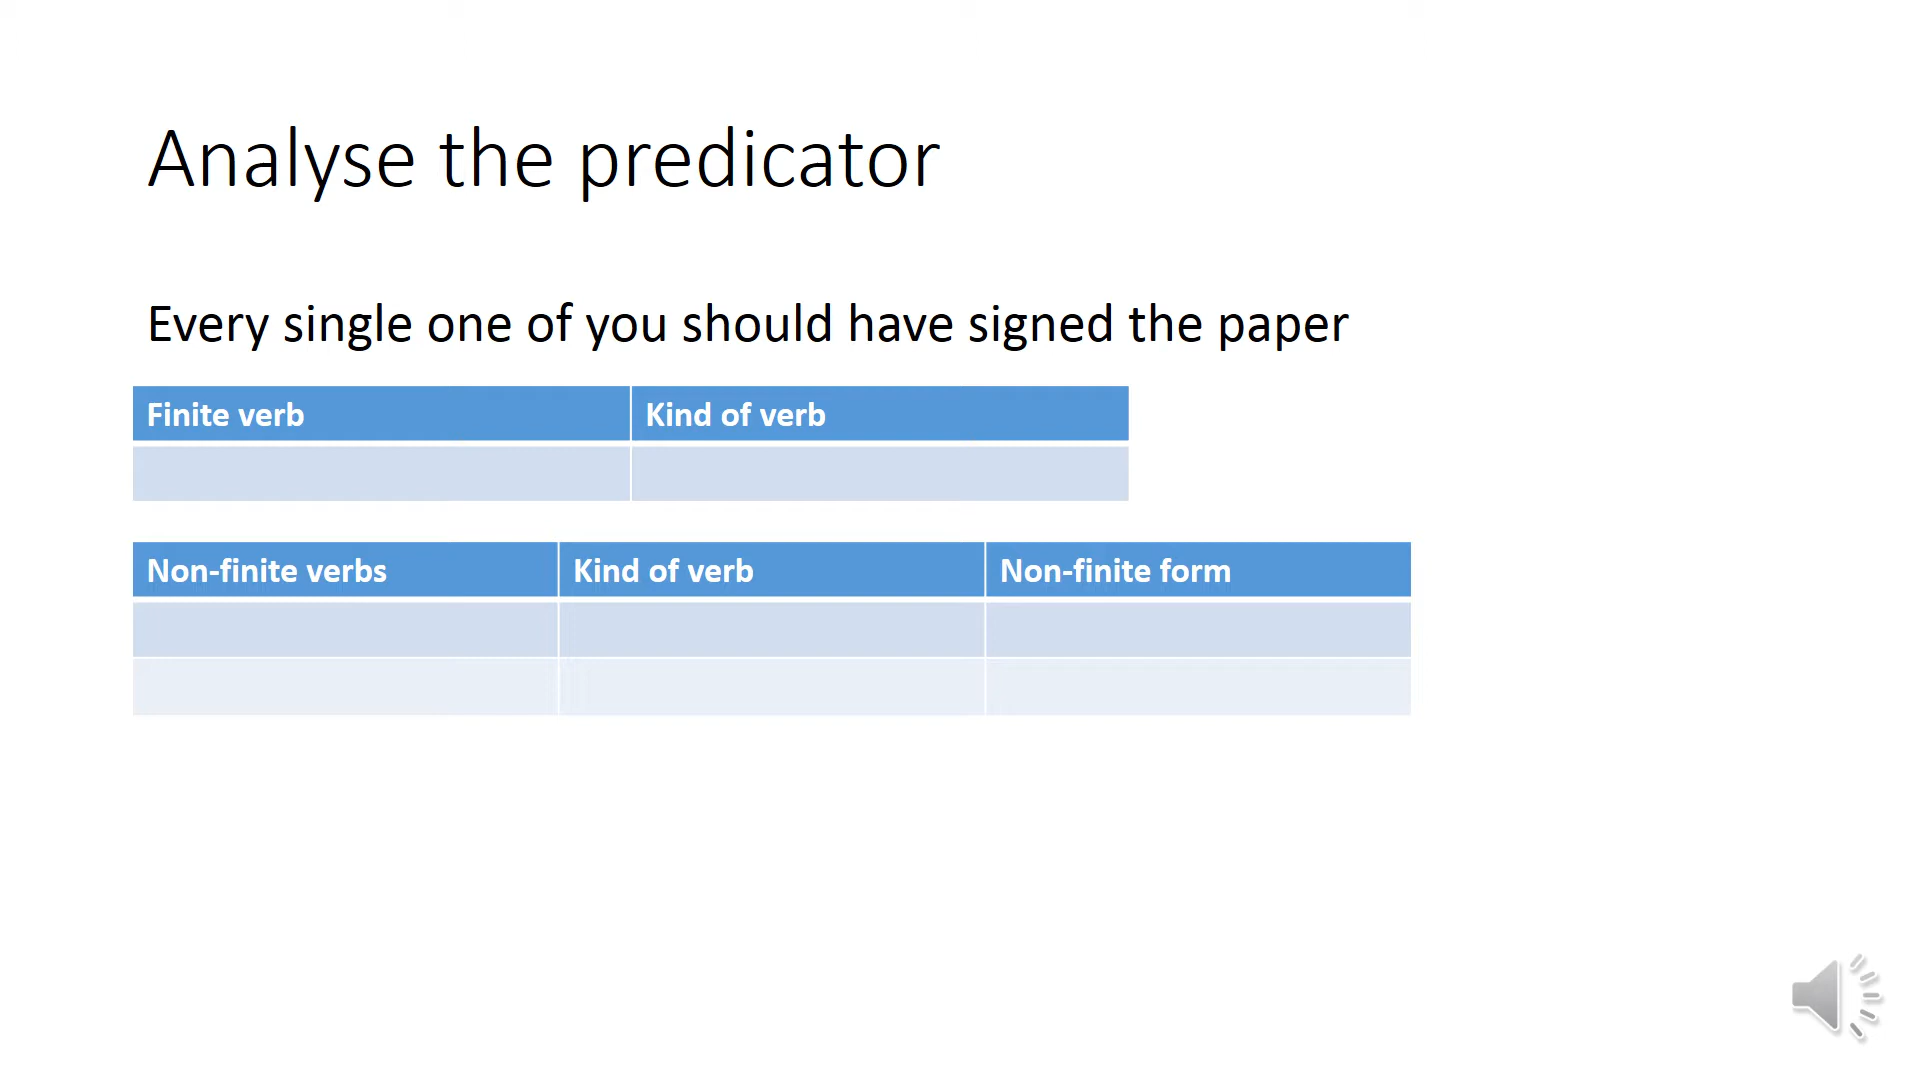 Analyse the predicator
Every single one of you should have signed the paper
Finite verb Kind of verb
Non-finite verbs Kind of verb Non-finite form